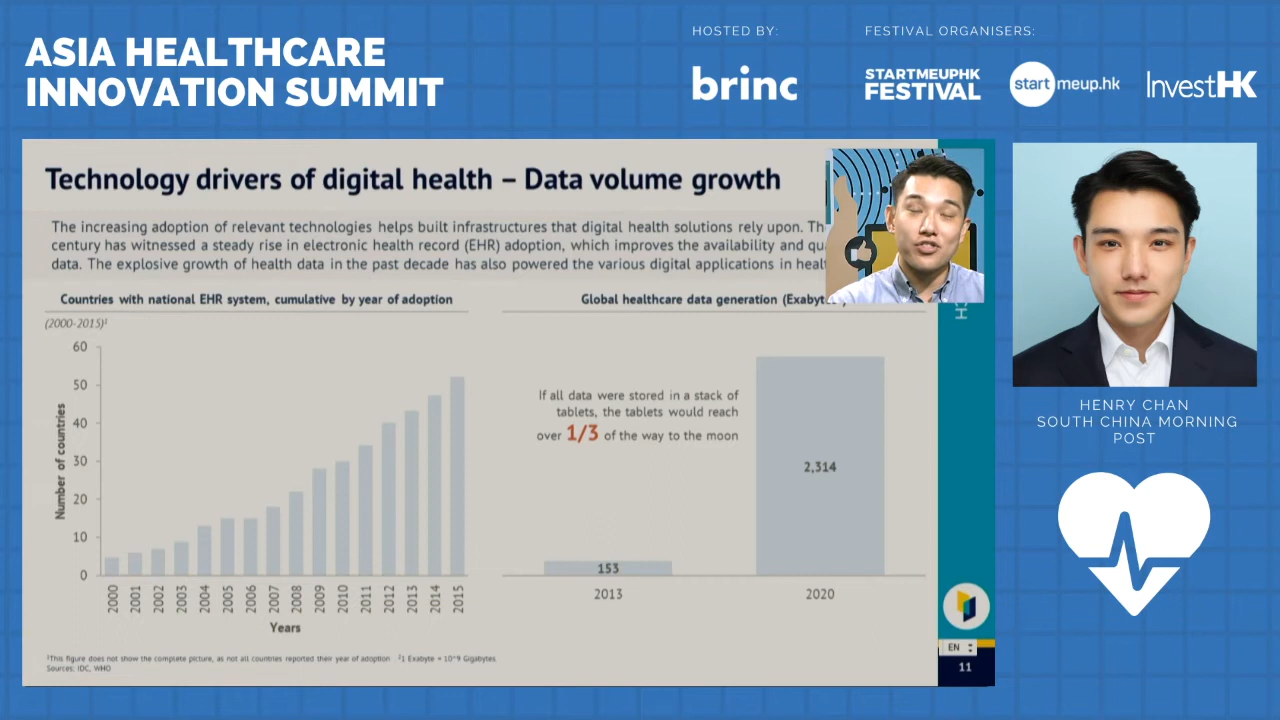 ASIA HEALTHCARE
INNOVATION SUMMIT
HOSTED BY:
brinc
FESTIVAL ORGANISERS:
STARTMEUPHK
FESTIVAL
startmeup.hk
InvestHK
Technology drivers of digital health – Data volume growth
The increasing adoption of relevant technologies helps built infrastructures that digital health solutions rely upon.
century has witnessed a steady rise in electronic health record (EHR) adoption, which improves the availability and
data. The explosive growth of health data in the past decade has also powered the various digital applications in
Countries with national EHR system, cumulative by year of adoption
(2000-2015)¹
60
50
40
30
20
10
0
Number of countries
2000 2001 2002 2003 2004 2005 2006 2007 2008 2009 2010 2011 2012 2013 2014 2015
Years
Global healthcare data generation
If all data were stored in a stack of
tablets, the tablets would reach
over 1/3 of the way to the moon
153
2,314
2013
2020
¹This figure does not show the complete picture, as not all countries reported their year of adoption ²1 Exabyte = 10^9 Gigabytes
Sources: IDC, WHO
EN
11
HENRY CHAN
SOUTH CHINA MORNING
POST